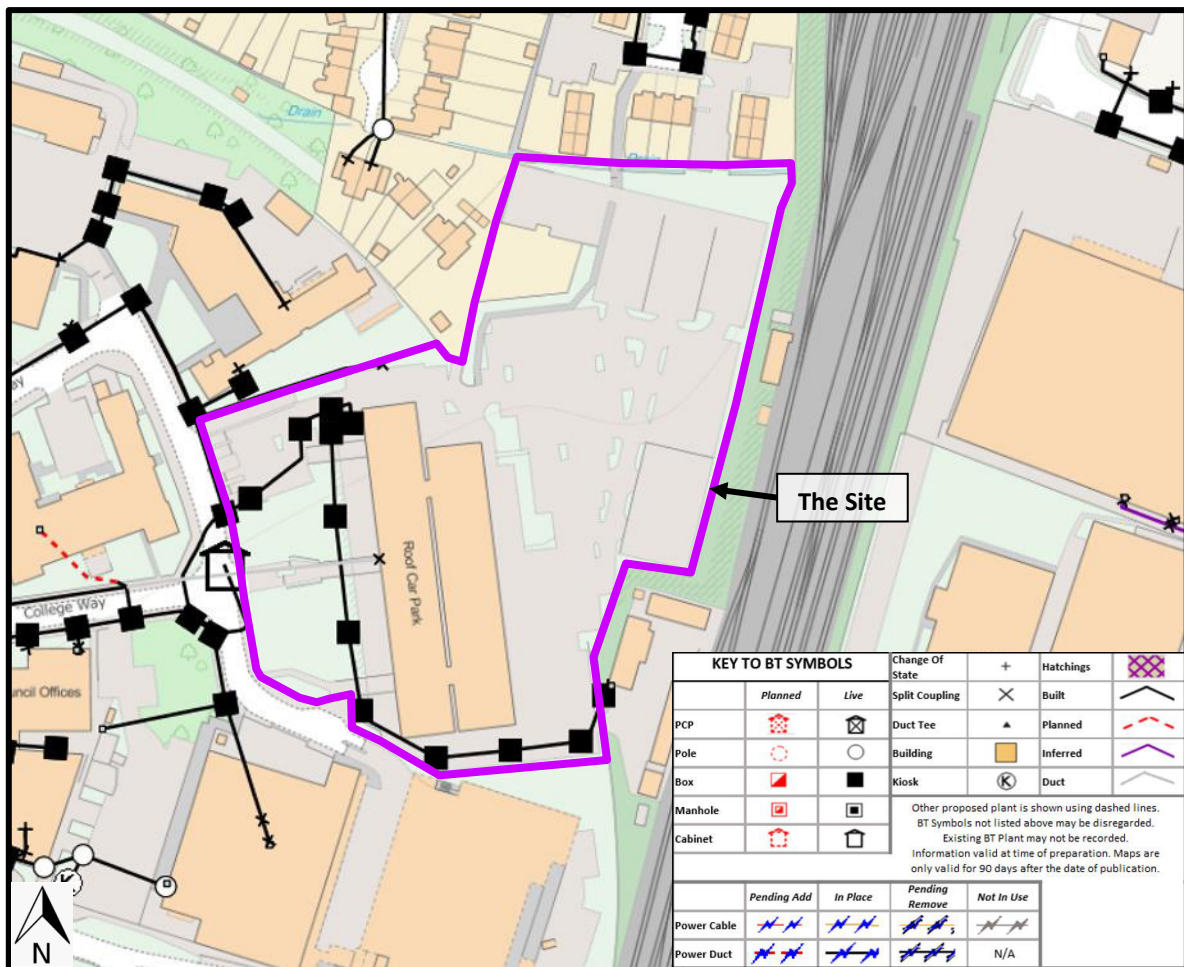 Drain
Drain
The Site
Roof Car Park
College Way
ay
uncil Offices
K
N
KEY TO BT SYMBOLS
Planned Live
PCP
Pole
Box
Manhole
Cabinet
Change Of
State + Hatchings
Split Coupling Built
Duct Tee Planned
Building Inferred
Kiosk K Duct
Other proposed plant is shown using dashed lines.
BT Symbols not listed above may be disregarded.
Existing BT Plant may not be recorded.
Information valid at time of preparation. Maps are
only valid for 90 days after the date of publication.
Pending Add In Place Pending
Remove Not In Use
Power Cable
Power Duct N/A